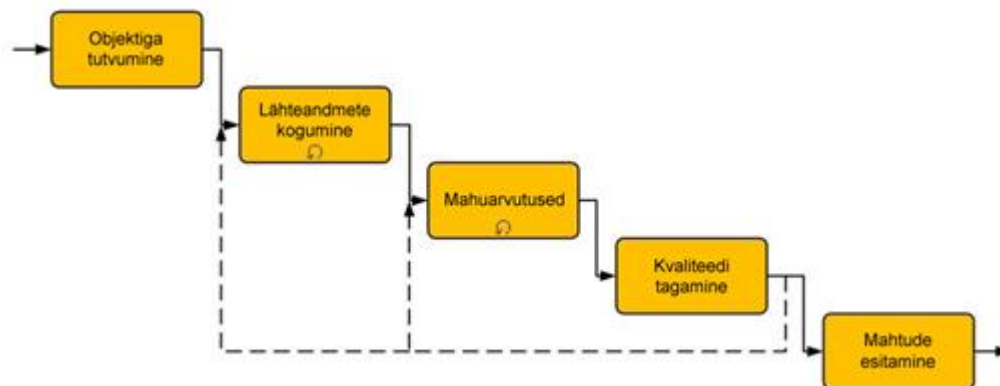 Objektiga
tutvumine
Lähteandmete
kogumine
Mahuarvutused
Kvaliteedi
tagamine
Mahtude
esitamine